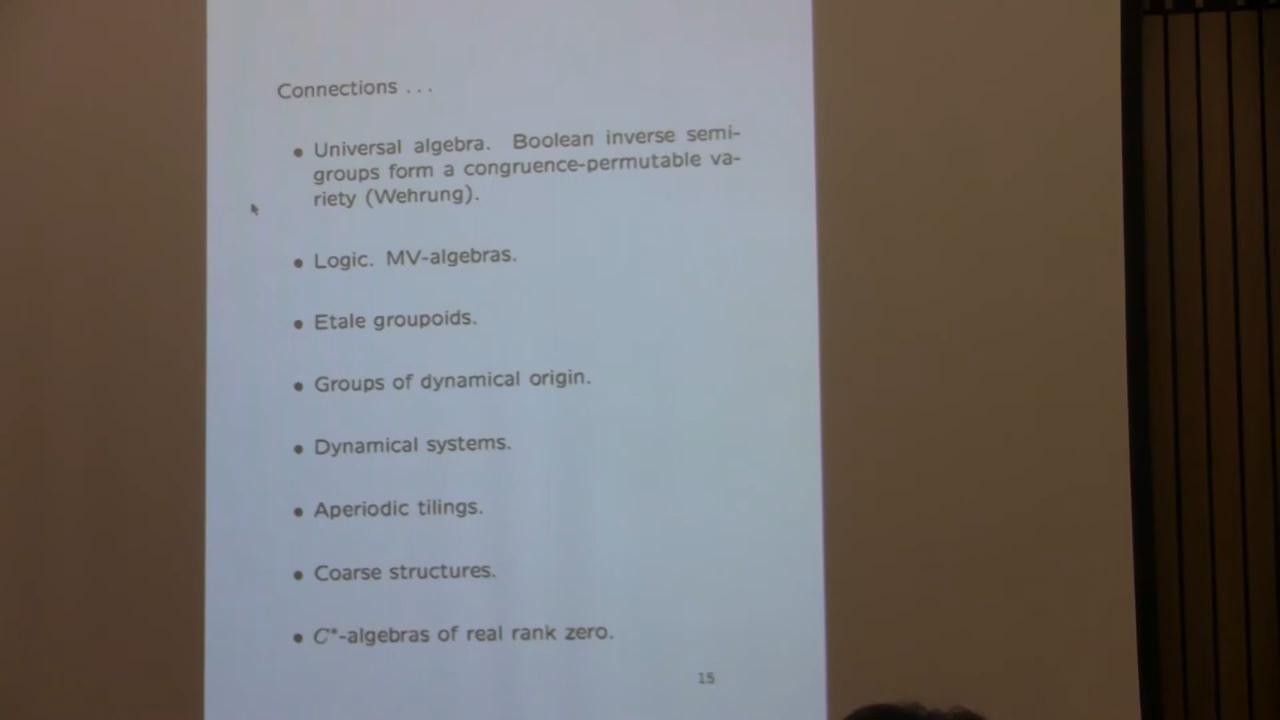 Connections ...
• Universal algebra. Boolean inverse semi-
groups form a congruence-permutable va-
riety (Wehrung).
• Logic. MV-algebras.
• Etale groupoids.
• Groups of dynamical origin.
• Dynamical systems.
• Aperiodic tilings.
• Coarse structures.
• C*-algebras of real rank zero.
15